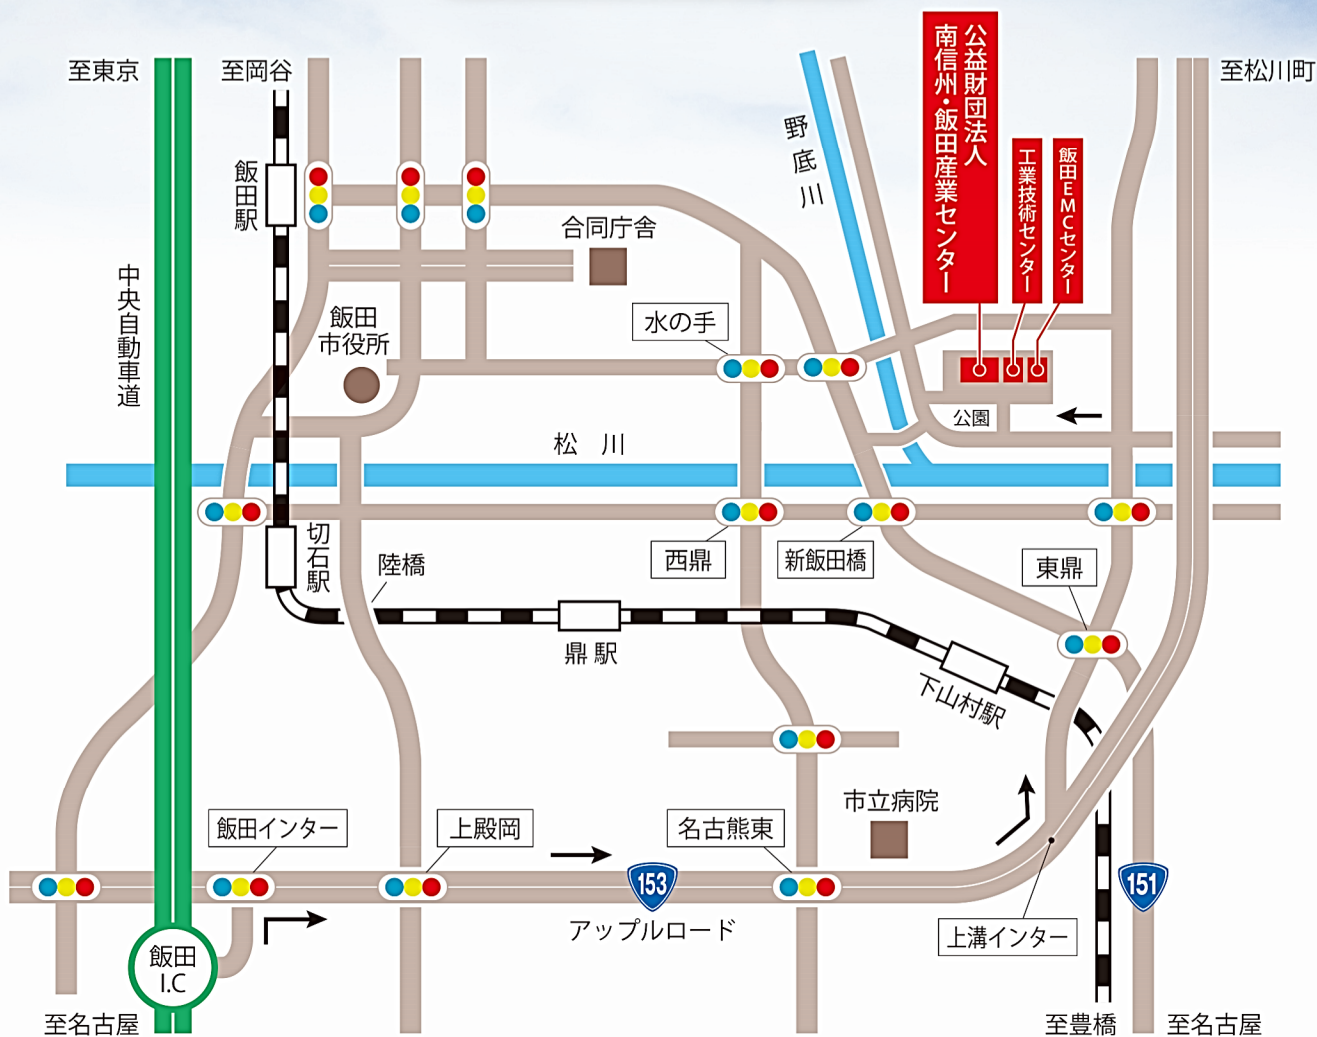 至東京
至岡谷
至松川町
公益財団法人
南信州・飯田産業センター
工業技術センター
飯田EMCセンター
野底川
飯田駅
合同庁舎
中央自動車道
飯田
市役所
水の手
公園
松 川
切石駅
陸橋
西鼎
新飯田橋
東鼎
鼎駅
下山村駅
市立病院
飯田インター
上殿岡
名古熊東
153
151
アップルロード
上溝インター
飯田
I.C
至名古屋
至豊橋
至名古屋